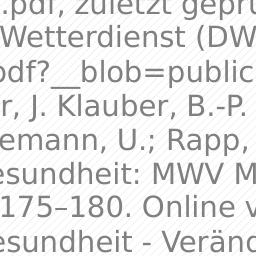 .pdf, zuletzt geprü
Wetterdienst (DW
pdf?__blob=public
r, J. Klauber, B.-P.
emann, U.; Rapp,
esundheit: MWV M
175–180. Online v
esundheit - Veränd